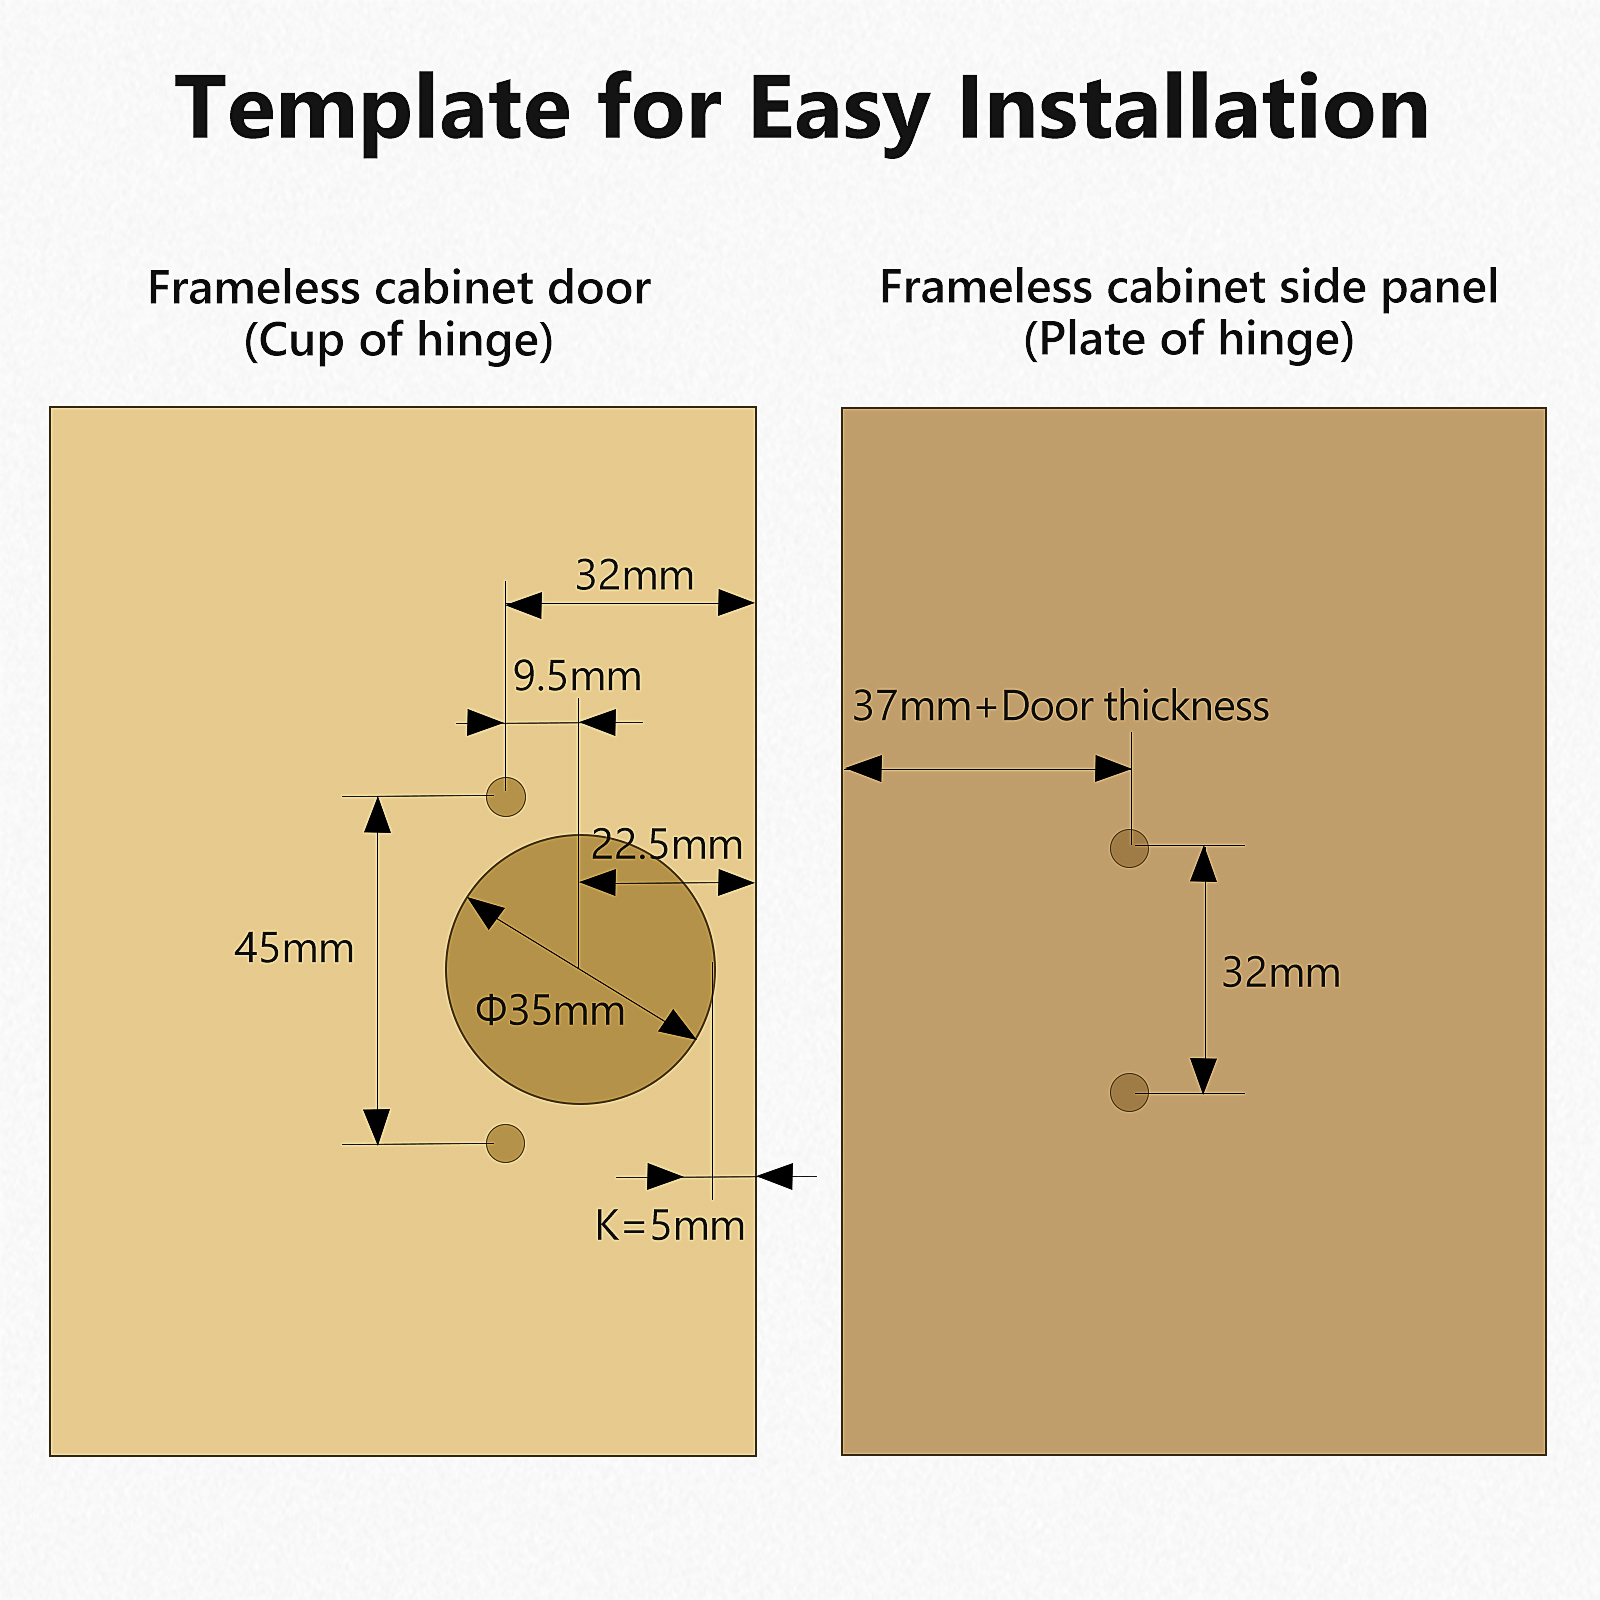 Template for Easy Installation
Frameless cabinet door
(Cup of hinge)
Frameless cabinet side panel
(Plate of hinge)
32mm
9.5mm
22.5mm
45mm
Φ35mm
K=5mm
37mm+Door thickness
32mm